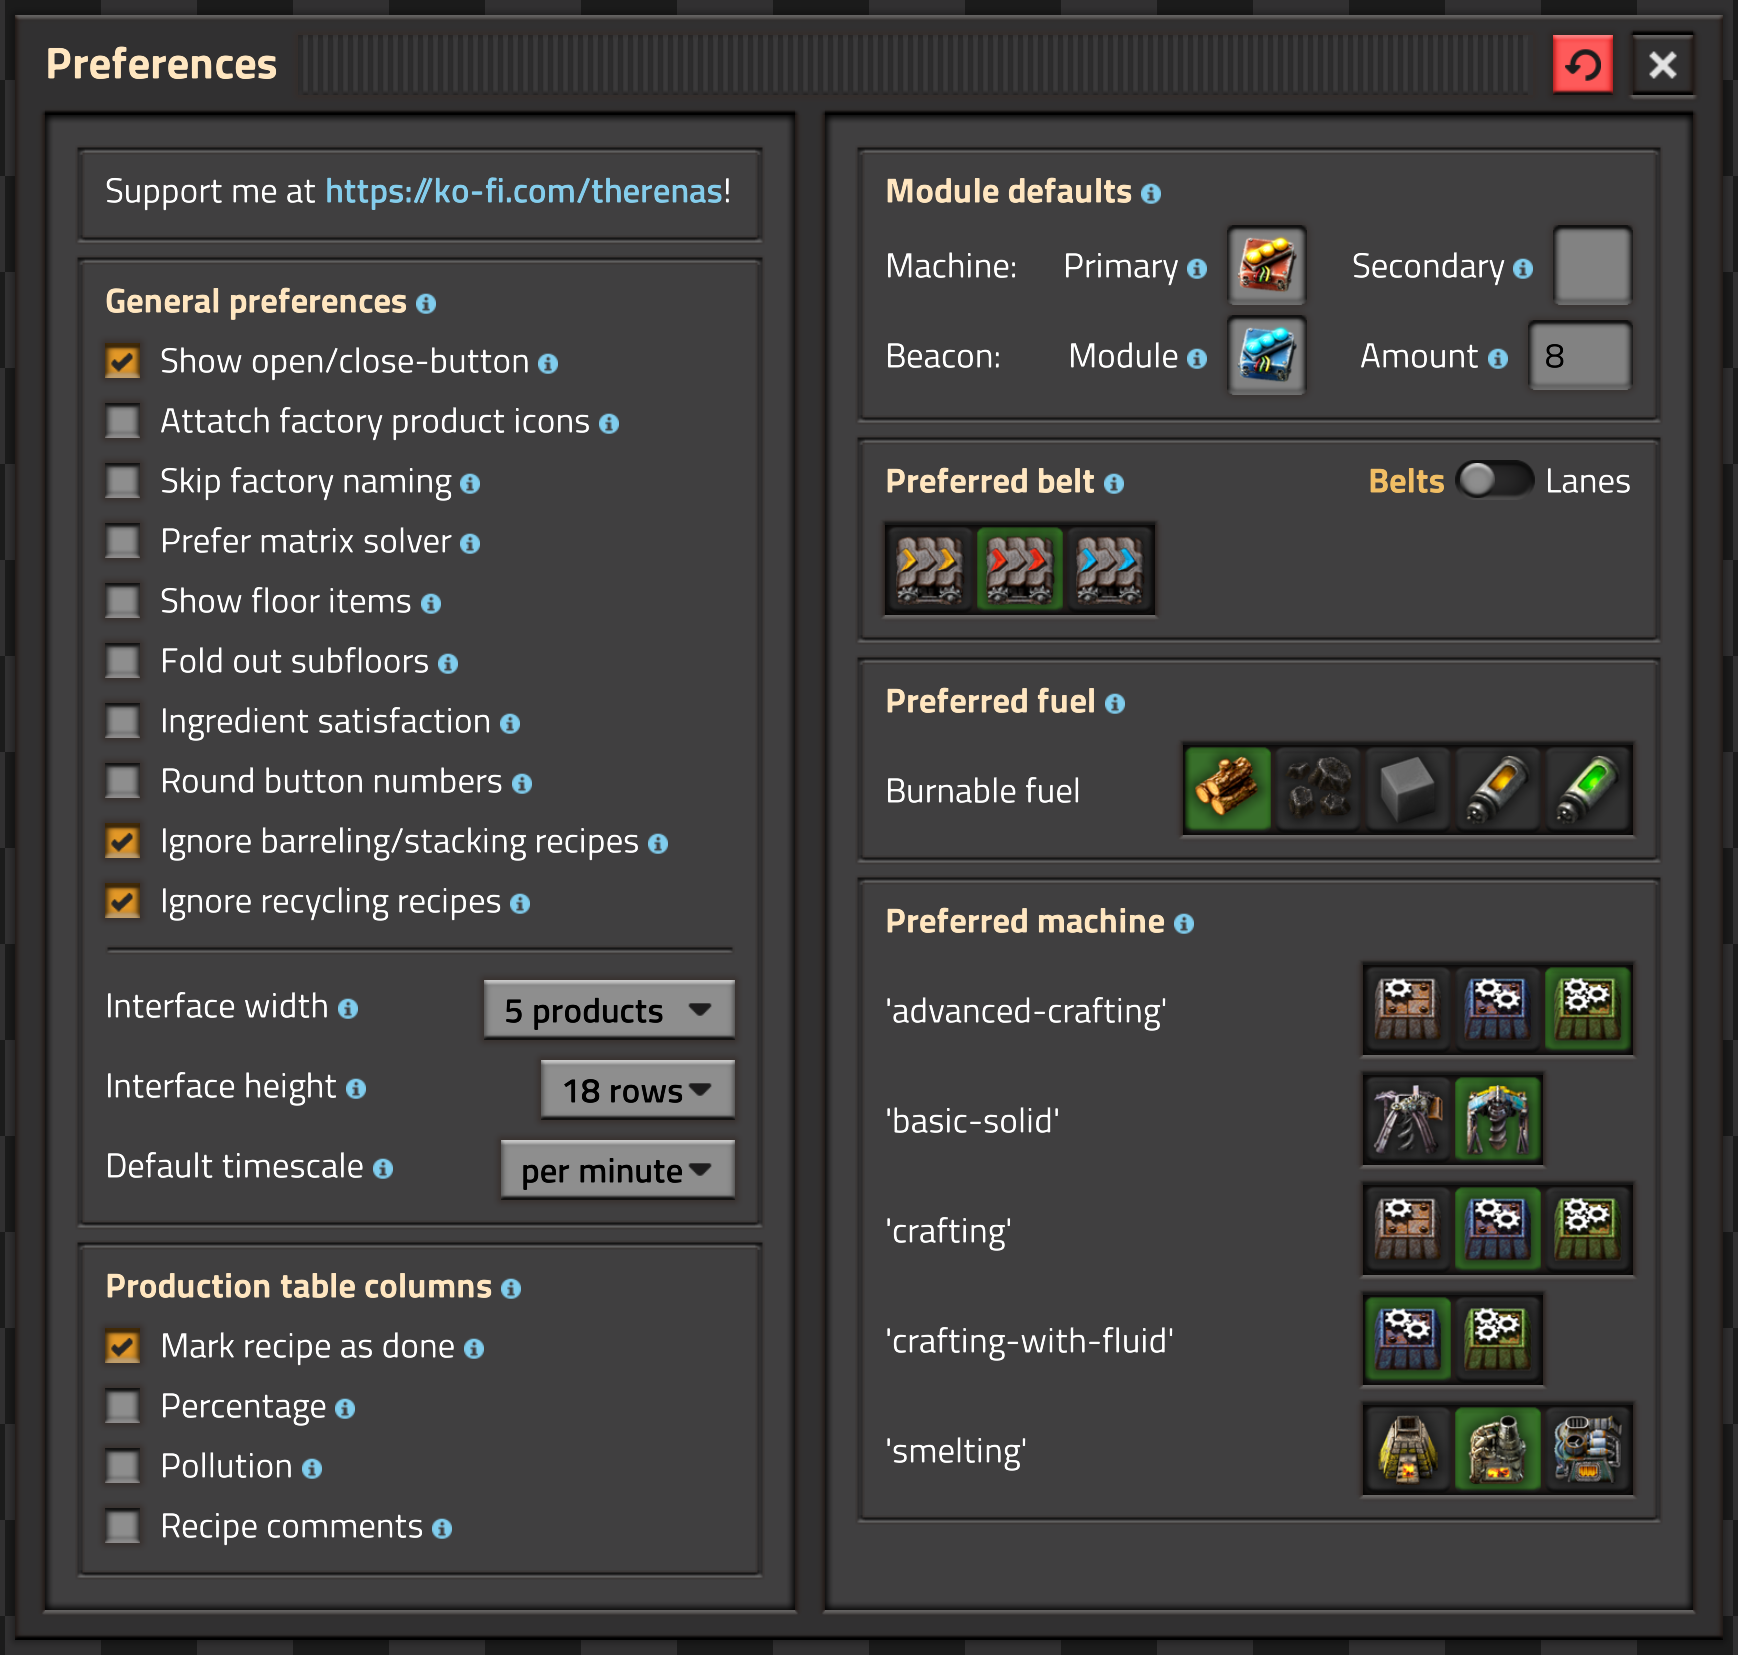 Preferences
Support me at https://ko-fi.com/therenas!
General preferences
Show open/close-button
Attatch factory product icons
Skip factory naming
Prefer matrix solver
Show floor items
Fold out subfloors
Ingredient satisfaction
Round button numbers
Ignore barreling/stacking recipes
Ignore recycling recipes
Interface width 5 products
Interface height 18 rows
Default timescale per minute
Production table columns
Mark recipe as done
Percentage
Pollution
Recipe comments
Module defaults
Machine: Primary Secondary
Beacon: Module Amount 8
Preferred belt Belts Lanes
Preferred fuel
Burnable fuel
Preferred machine
'advanced-crafting'
'basic-solid'
'crafting'
'crafting-with-fluid'
'smelting'